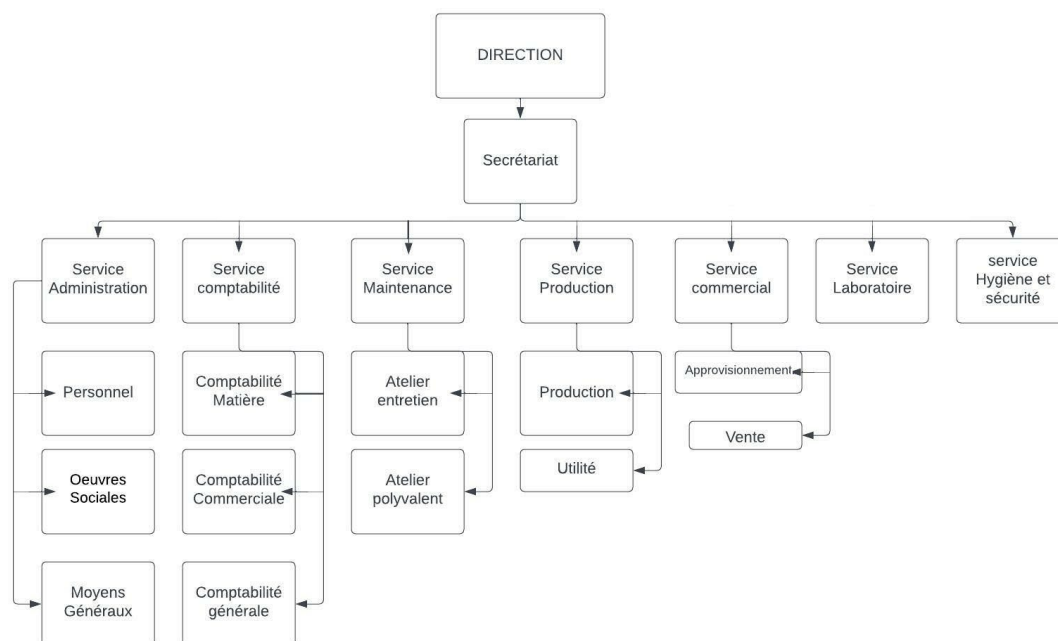 DIRECTION
Secrétariat
Service
Administration
Service
comptabilité
Service
Maintenance
Service
Production
Service
commercial
Service
Laboratoire
service
Hygiène et
sécurité
Personnel
Comptabilité
Matière
Atelier
entretien
Production
Approvisionnement
Vente
Oeuvres
Sociales
Comptabilité
Commerciale
Atelier
polyvalent
Utilité
Moyens
Généraux
Comptabilité
générale